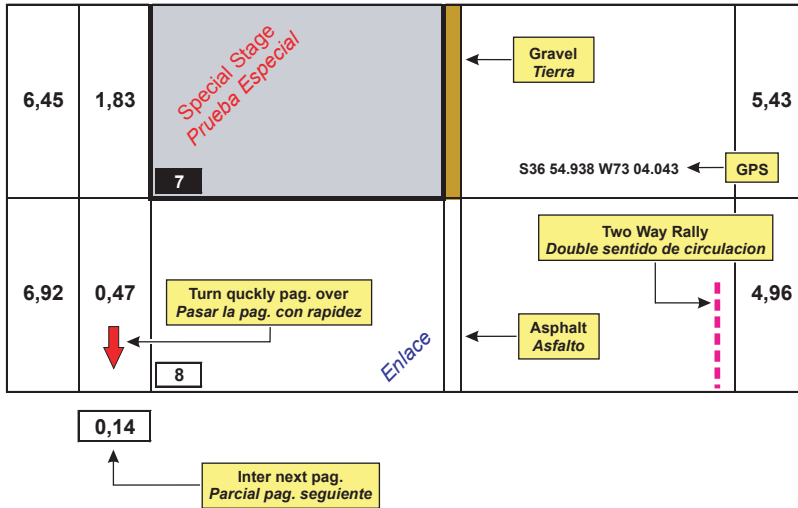 6,45
1,83
Special Stage
Prueba Especial
7
Gravel
Tierra
5,43
S36 54.938 W73 04.043
GPS
6,92
0,47
Turn quckly pag. over
Pasar la pag. con rapidez
8
Enlace
Asphalt
Asfalto
Two Way Rally
Double sentido de circulacion
4,96
0,14
Inter next pag.
Parcial pag. seguiente